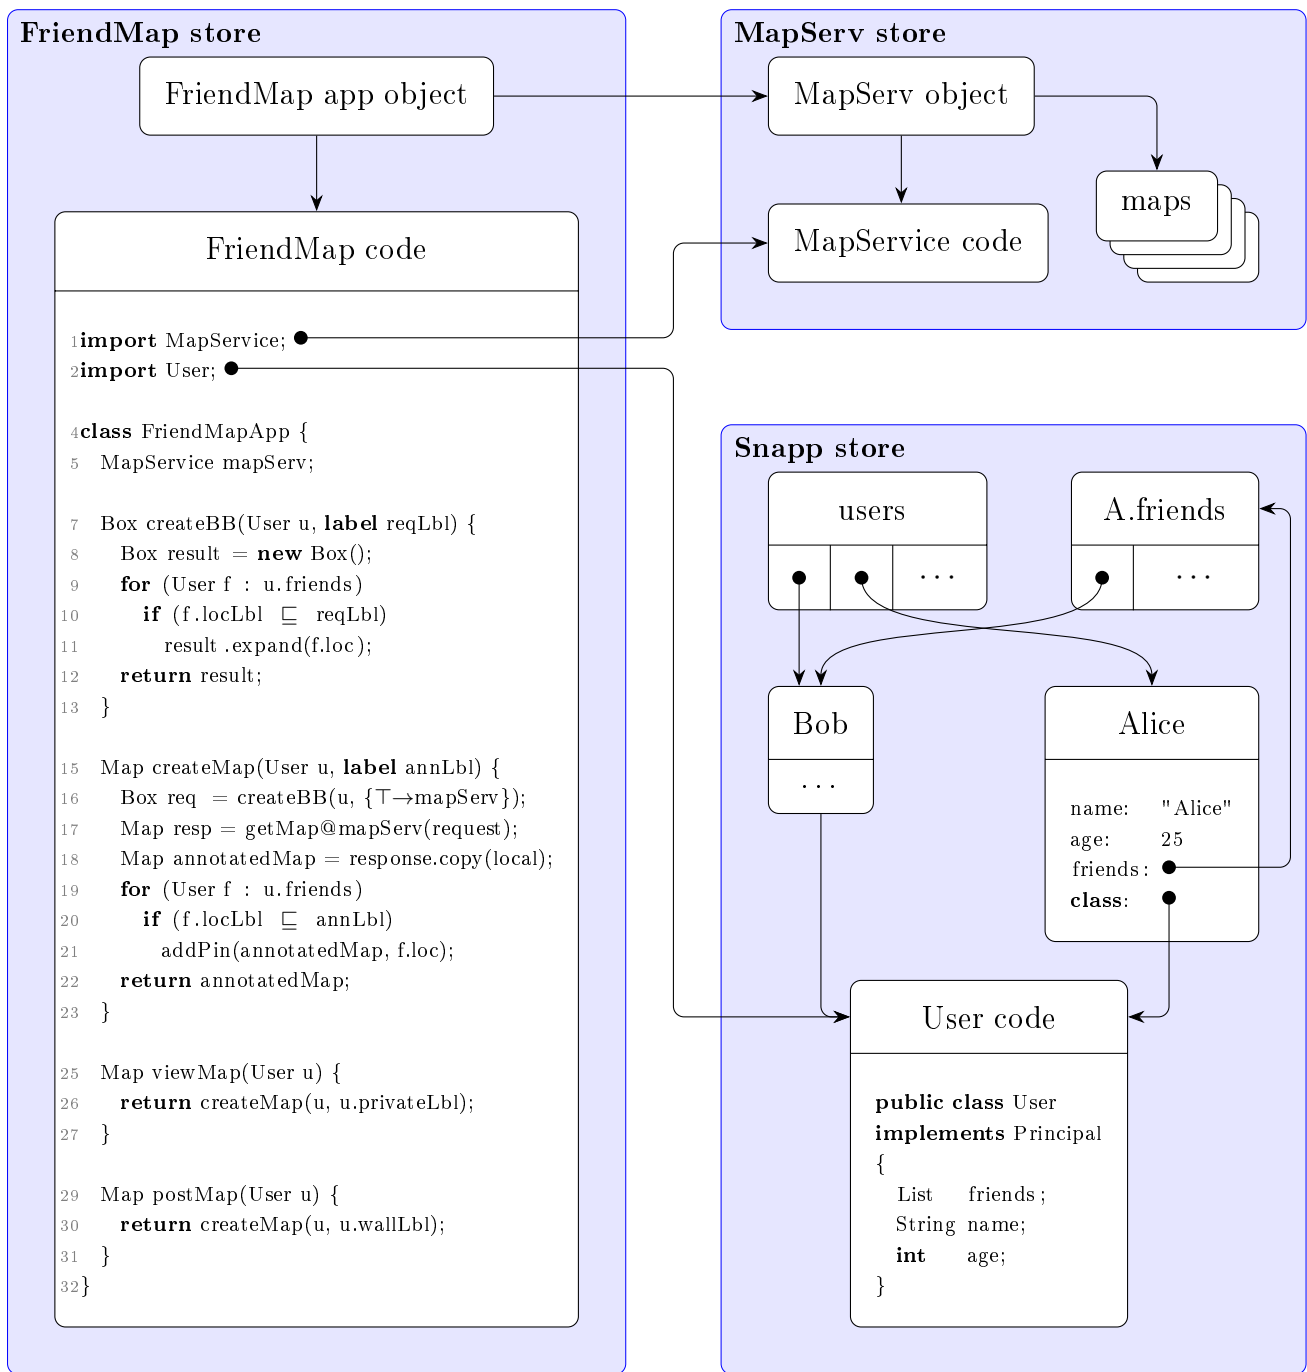 FriendMap store
FriendMap app object
FriendMap code
1 import MapService;
2 import User;
4 class FriendMapApp {
5 MapService mapServ;
7 Box createBB(User u, label reqLbl) {
8 Box result = new Box();
9 for (User f : u.friends)
10 if (f.locLbl ⊑ reqLbl)
11 result.expand(f.loc);
12 return result;
13 }
15 Map createMap(User u, label annLbl) {
16 Box req = createBB(u, {⊤→mapServ});
17 Map resp = getMap@mapServ(request);
18 Map annotatedMap = response.copy(local);
19 for (User f : u.friends)
20 if (f.locLbl ⊑ annLbl)
21 addPin(annotatedMap, f.loc);
22 return annotatedMap;
23 }
25 Map viewMap(User u) {
26 return createMap(u, u.privateLbl);
27 }
29 Map postMap(User u) {
30 return createMap(u, u.wallLbl);
31 }
32 }
MapServ store
MapServ object
MapService code
maps
Snapp store
users
...
A.friends
...
Bob
...
Alice
name: "Alice"
age: 25
friends:
class:
User code
public class User
implements Principal
{
List friends;
String name;
int age;
}